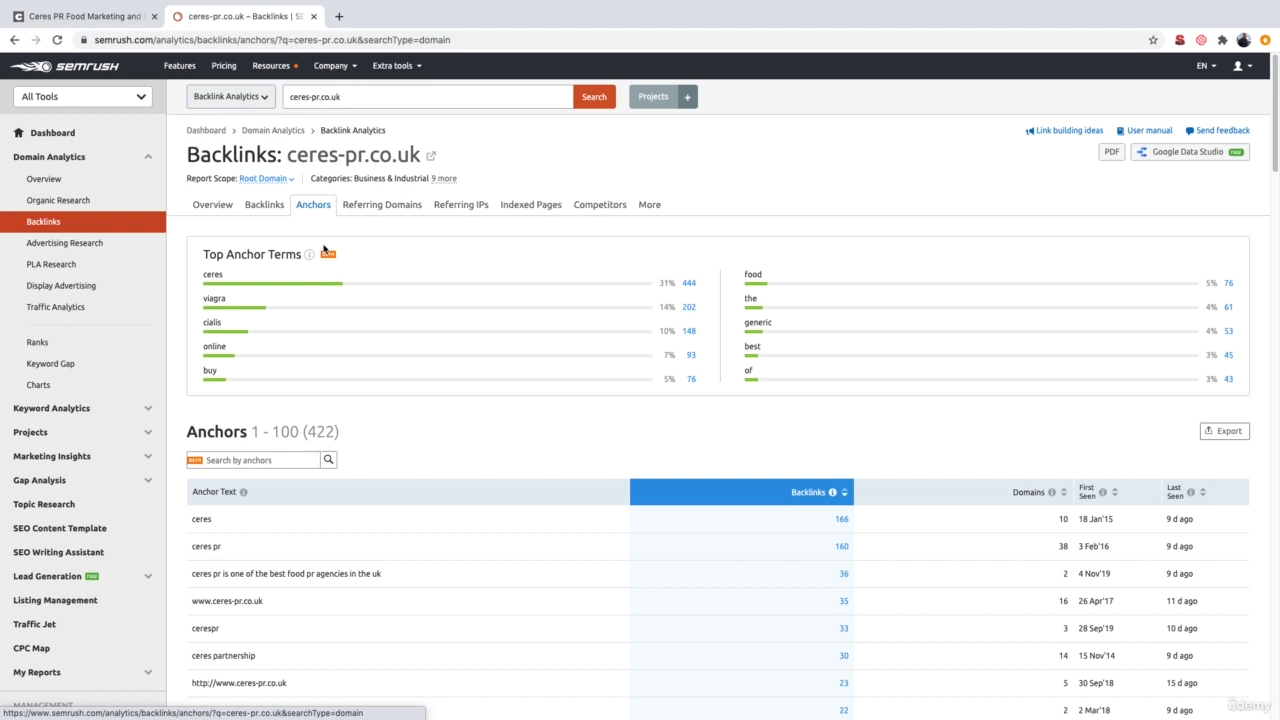 Ceres PR Food Marketing and
ceres-pr.co.uk – Backlinks | SE
semrush.com/analytics/backlinks/anchors/?q=ceres-pr.co.uk&searchType=domain
SEMRUSH
Features Pricing Resources Company Extra tools EN
All Tools
Backlink Analytics ceres-pr.co.uk Search Projects +
Dashboard
Domain Analytics
Overview
Organic Research
Backlinks
Advertising Research
PLA Research
Display Advertising
Traffic Analytics
Ranks
Keyword Gap
Charts
Keyword Analytics
Projects
Marketing Insights
Gap Analysis
Topic Research
SEO Content Template
SEO Writing Assistant
Lead Generation NEW
Listing Management
Traffic Jet
CPC Map
My Reports
MANAGEMENT
Dashboard > Domain Analytics > Backlink Analytics
Link building ideas User manual Send feedback
Backlinks: ceres-pr.co.uk
PDF Google Data Studio NEW
Report Scope: Root Domain Categories: Business & Industrial 9 more
Overview Backlinks Anchors Referring Domains Referring IPs Indexed Pages Competitors More
Top Anchor Terms BETA
ceres
31% 444
viagra
14% 202
cialis
10% 148
online
7% 93
buy
5% 76
food
5% 76
the
4% 61
generic
4% 53
best
3% 45
of
3% 43
Anchors 1 - 100 (422)
Export
BETA Search by anchors
Anchor Text Backlinks Domains First Seen Last Seen
ceres 166 10 18 Jan'15 9 d ago
ceres pr 160 38 3 Feb'16 9 d ago
ceres pr is one of the best food pr agencies in the uk 36 2 4 Nov'19 9 d ago
www.ceres-pr.co.uk 35 16 26 Apr'17 11 d ago
cerespr 33 3 28 Sep'19 10 d ago
ceres partnership 30 14 15 Nov'14 9 d ago
http://www.ceres-pr.co.uk 23 5 30 Sep'18 15 d ago
22 2 2 Mar'18 9 d ago
https://www.semrush.com/analytics/backlinks/anchors/?q=ceres-pr.co.uk&searchType=domain
ûdemy